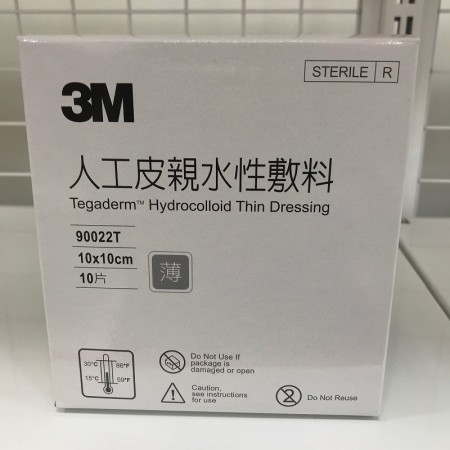 STERILE R
3M
人工皮親水性敷料
Tegaderm™ Hydrocolloid Thin Dressing
90022T
10x10cm
10片
薄
30°C 86°F
15°C 59°F
Do Not Use If
package is
damaged or open
Caution,
see instructions
for use
Do Not Reuse